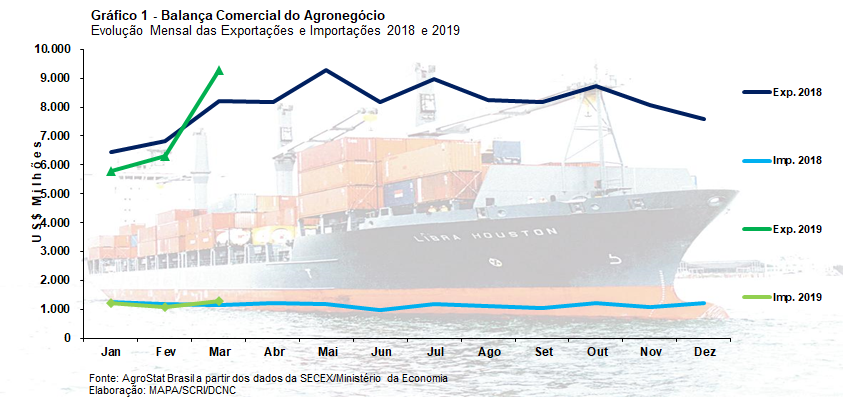 Gráfico 1 - Balança Comercial do Agronegócio
Evolução Mensal das Exportações e Importações 2018 e 2019
US$ Milhões
10.000
9.000
8.000
7.000
6.000
5.000
4.000
3.000
2.000
1.000
0
Jan Fev Mar Abr Mai Jun Jul Ago Set Out Nov Dez
Exp. 2018
Imp. 2018
Exp. 2019
Imp. 2019
LIBRA HOUSTON
Fonte: AgroStat Brasil a partir dos dados da SECEX/Ministério da Economia
Elaboração: MAPA/SCRI/DCNC